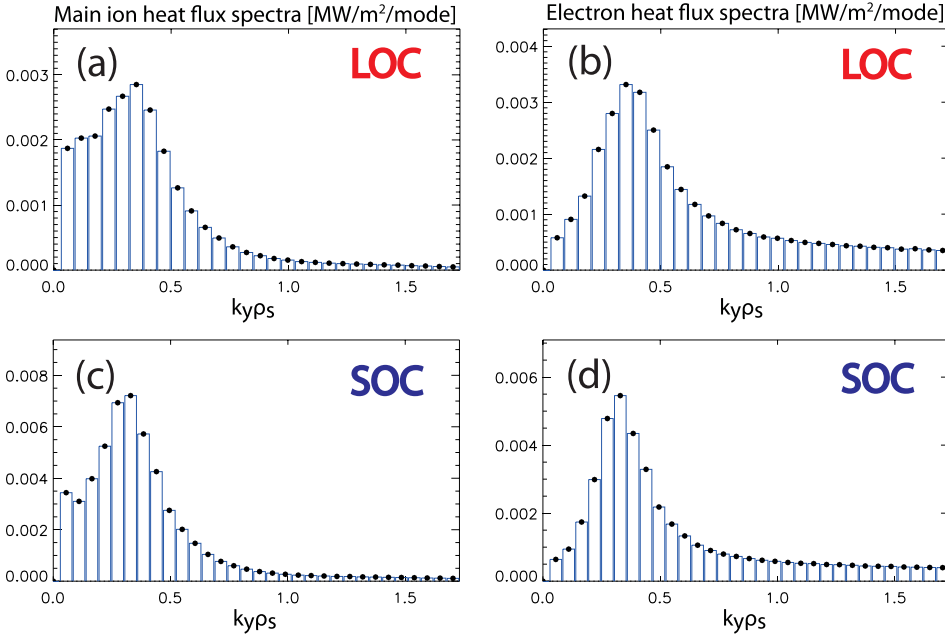 Main ion heat flux spectra [MW/m²/mode]
Electron heat flux spectra [MW/m²/mode]
(a) LOC
0.003
0.002
0.001
0.000
0.0 0.5 1.0 1.5
kyρs
(b) LOC
0.004
0.003
0.002
0.001
0.000
0.0 0.5 1.0 1.5
kyρs
(c) SOC
0.008
0.006
0.004
0.002
0.000
0.0 0.5 1.0 1.5
kyρs
(d) SOC
0.006
0.004
0.002
0.000
0.0 0.5 1.0 1.5
kyρs